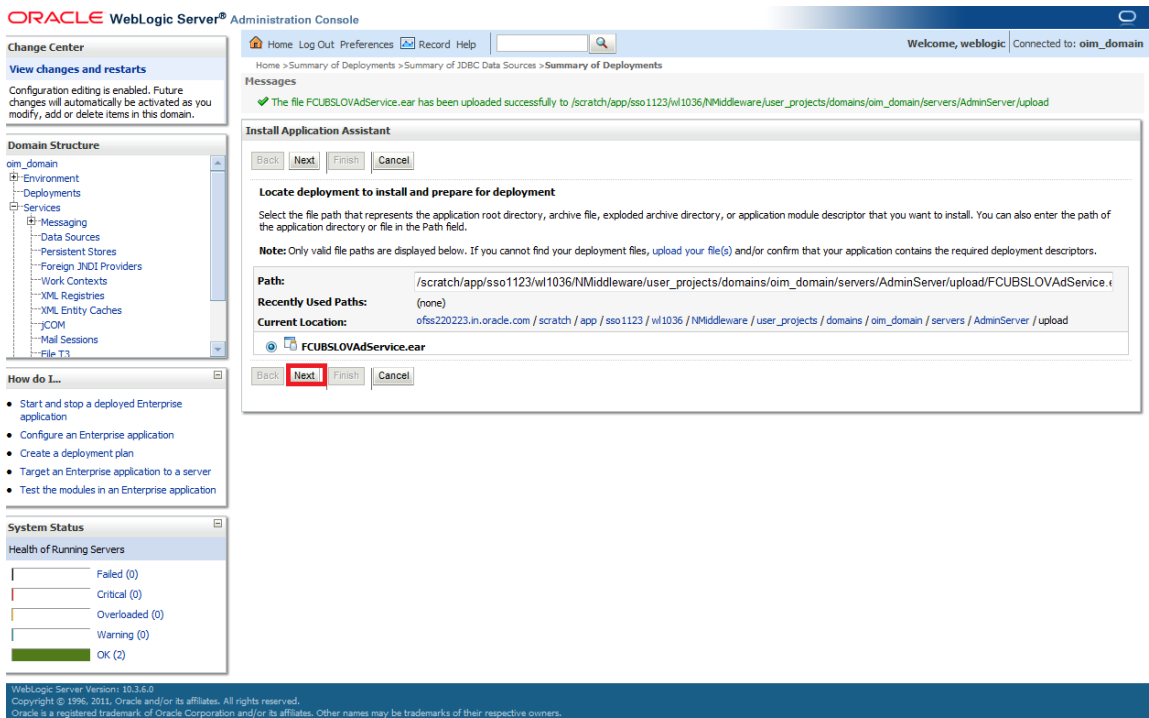 ORACLE WebLogic Server® Administration Console
Change Center
View changes and restarts
Configuration editing is enabled. Future
changes will automatically be activated as you
modify, add or delete items in this domain.
Domain Structure
oim_domain
Environment
Deployments
Services
Messaging
Data Sources
Persistent Stores
Foreign JNDI Providers
Work Contexts
XML Registries
XML Entity Caches
jCOM
Mail Sessions
File T3
How do I...
Start and stop a deployed Enterprise
application
Configure an Enterprise application
Create a deployment plan
Target an Enterprise application to a server
Test the modules in an Enterprise application
System Status
Health of Running Servers
Failed (0)
Critical (0)
Overloaded (0)
Warning (0)
OK (2)
Home Log Out Preferences Record Help
Welcome, weblogic Connected to: oim_domain
Home >Summary of Deployments >Summary of JDBC Data Sources >Summary of Deployments
Messages
The file FCUBSLOVAdService.ear has been uploaded successfully to /scratch/app/sso1123/wl1036/NMiddleware/user_projects/domains/oim_domain/servers/AdminServer/upload
Install Application Assistant
Back Next Finish Cancel
Locate deployment to install and prepare for deployment
Select the file path that represents the application root directory, archive file, exploded archive directory, or application module descriptor that you want to install. You can also enter the path of
the application directory or file in the Path field.
Note: Only valid file paths are displayed below. If you cannot find your deployment files, upload your file(s) and/or confirm that your application contains the required deployment descriptors.
Path: /scratch/app/sso1123/wl1036/NMiddleware/user_projects/domains/oim_domain/servers/AdminServer/upload/FCUBSLOVAdService.
Recently Used Paths: (none)
Current Location: ofss220223.in.oracle.com / scratch / app / sso1123 / wl1036 / NMiddleware / user_projects / domains / oim_domain / servers / AdminServer / upload
FCUBSLOVAdService.ear
Back Next Finish Cancel
WebLogic Server Version: 10.3.6.0
Copyright © 1996, 2011, Oracle and/or its affiliates. All rights reserved.
Oracle is a registered trademark of Oracle Corporation and/or its affiliates. Other names may be trademarks of their respective owners.